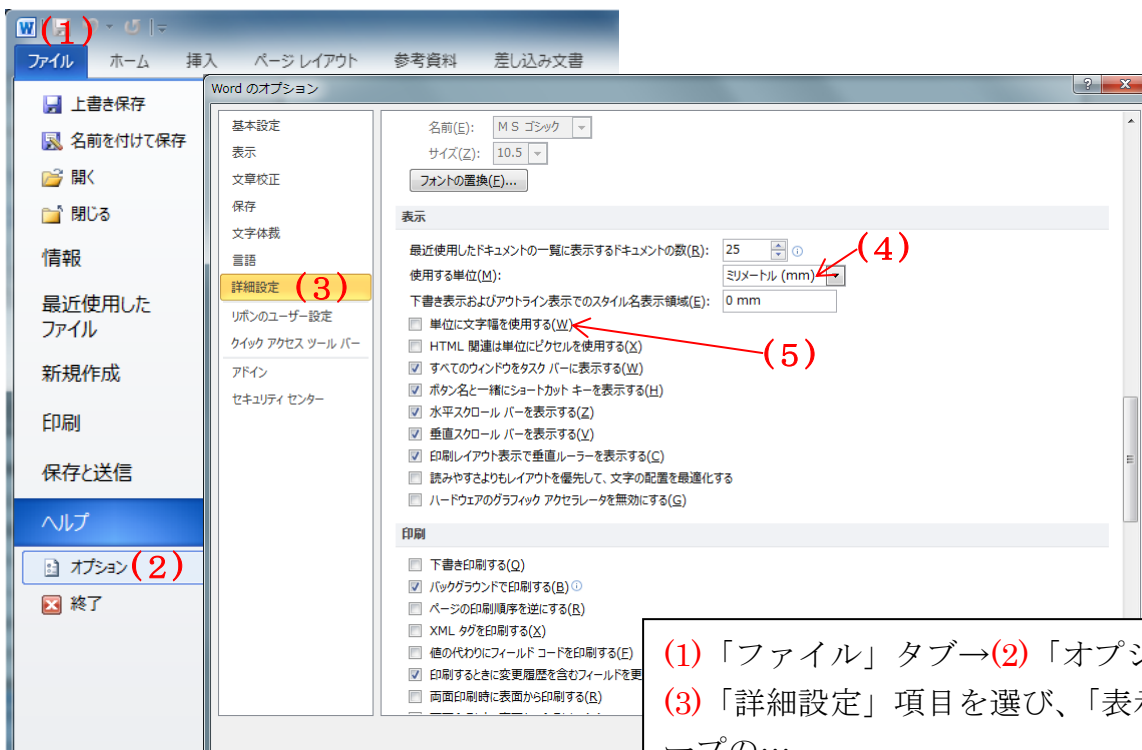 W (1)
ファイル ホーム 挿入 ページ レイアウト 参考資料 差し込み文書
上書き保存
名前を付けて保存
開く
閉じる
情報
最近使用した
ファイル
新規作成
印刷
保存と送信
ヘルプ
オプション (2)
終了
Word のオプション
基本設定
表示
文章校正
保存
文字体裁
言語
詳細設定 (3)
リボンのユーザー設定
クイック アクセス ツール バー
アドイン
セキュリティ センター
名前(E): ＭＳ ゴシック
サイズ(Z): 10.5
フォントの置換(F)...
表示
最近使用したドキュメントの一覧に表示するドキュメントの数(R): 25 (4)
使用する単位(M): ミリメートル (mm)
下書き表示およびアウトライン表示でのスタイル名表示領域(E): 0 mm
単位に文字幅を使用する(W)
HTML 関連は単位にピクセルを使用する(X) (5)
すべてのウィンドウをタスク バーに表示する(W)
ボタン名と一緒にショートカット キーを表示する(H)
水平スクロール バーを表示する(Z)
垂直スクロール バーを表示する(V)
印刷レイアウト表示で垂直ルーラーを表示する(C)
読みやすさよりもレイアウトを優先して、文字の配置を最適化する
ハードウェアのグラフィック アクセラレータを無効にする(G)
印刷
下書き印刷する(Q)
バックグラウンドで印刷する(B)
ページの印刷順序を逆にする(R)
XML タグを印刷する(X)
値の代わりにフィールド コードを印刷する(F)
印刷するときに変更履歴を含むフィールドを更
両面印刷時に表面から印刷する(R)
(1)「ファイル」タブ→(2)「オプシ
(3)「詳細設定」項目を選び、「表示
ープの…